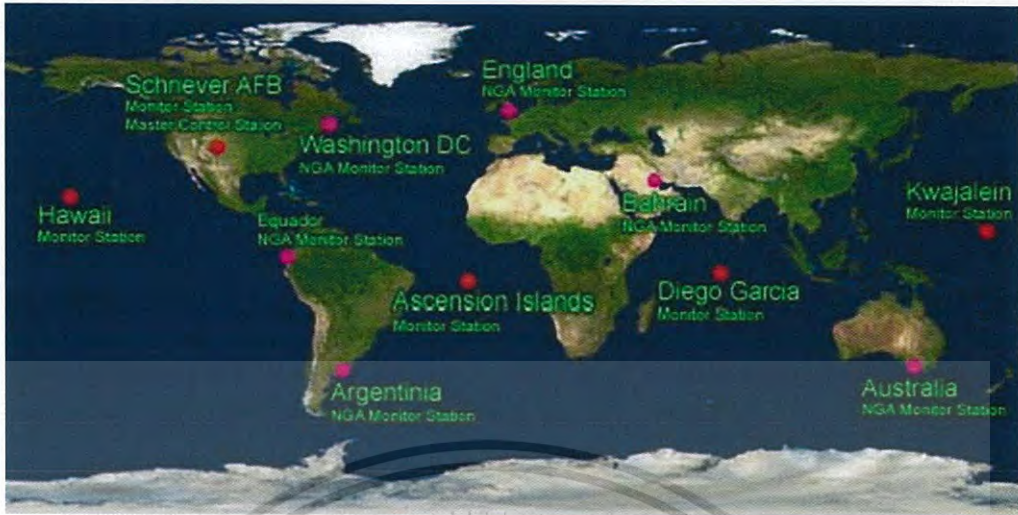 Schriever AFB
Monitor Station
Master Control Station
England
NGA Monitor Station
Washington DC
NGA Monitor Station
Hawaii
Monitor Station
Equador
NGA Monitor Station
Bahrain
NGA Monitor Station
Kwajalein
Monitor Station
Ascension Islands
Monitor Station
Diego Garcia
Monitor Station
Argentinia
NGA Monitor Station
Australia
NGA Monitor Station